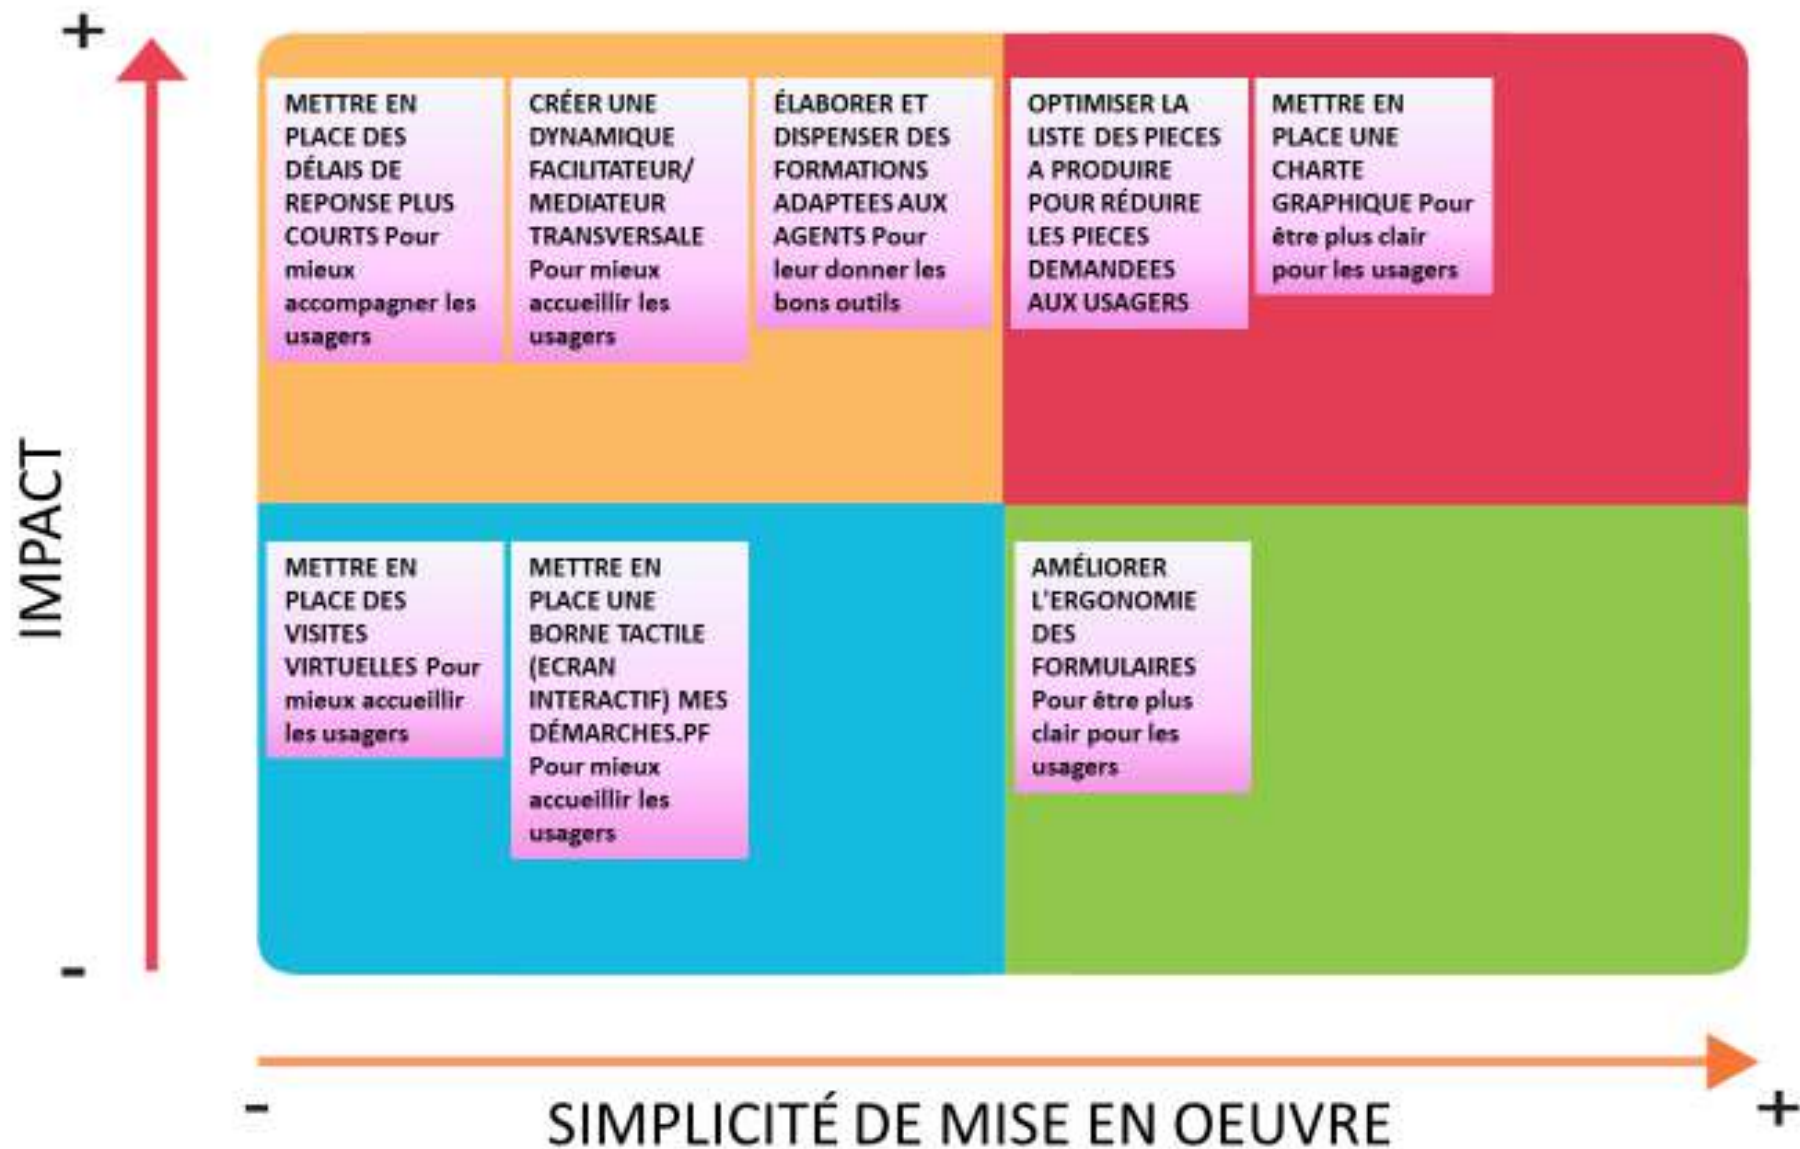 +
METTRE EN
PLACE DES
DÉLAIS DE
REPONSE PLUS
COURTS Pour
mieux
accompagner les
usagers
CRÉER UNE
DYNAMIQUE
FACILITATEUR/
MEDIATEUR
TRANSVERSALE
Pour mieux
accueillir les
usagers
ÉLABORER ET
DISPENSER DES
FORMATIONS
ADAPTEES AUX
AGENTS Pour
leur donner les
bons outils
OPTIMISER LA
LISTE DES PIECES
A PRODUIRE
POUR RÉDUIRE
LES PIECES
DEMANDEES
AUX USAGERS
METTRE EN
PLACE UNE
CHARTE
GRAPHIQUE Pour
être plus clair
pour les usagers
IMPACT
METTRE EN
PLACE DES
VISITES
VIRTUELLES Pour
mieux accueillir
les usagers
METTRE EN
PLACE UNE
BORNE TACTILE
(ECRAN
INTERACTIF) MES
DÉMARCHES.PF
Pour mieux
accueillir les
usagers
AMÉLIORER
L'ERGONOMIE
DES
FORMULAIRES
Pour être plus
clair pour les
usagers
-
-
SIMPLICITÉ DE MISE EN OEUVRE
+